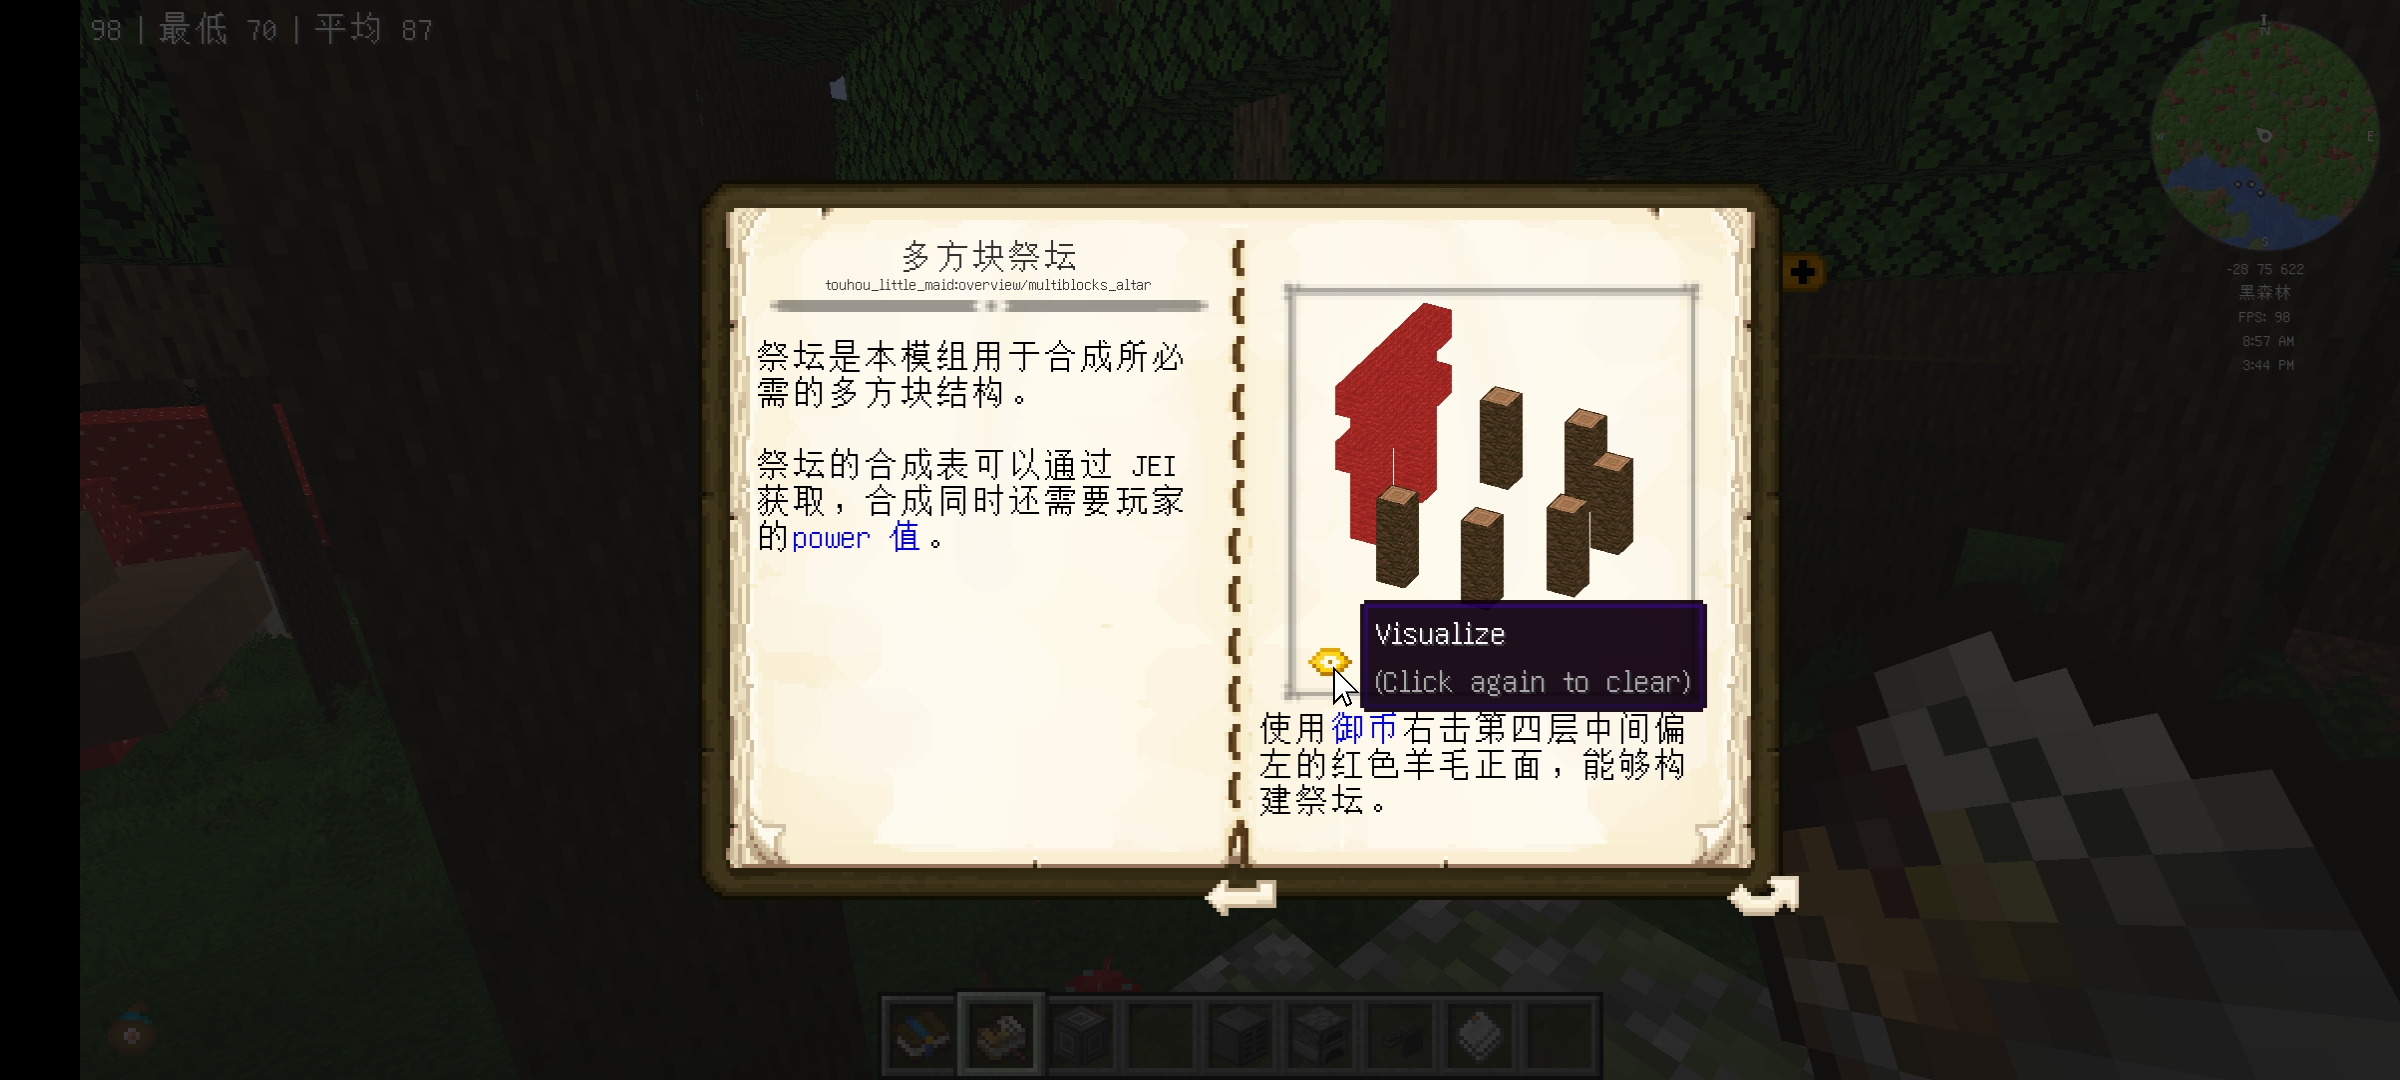 98 | 最低 70 | 平均 87
N
W
E
S
-28 75 622
黑森林
FPS: 98
8:57 AM
3:44 PM
多方块祭坛
touhou_little_maid:overview/multiblocks_altar
祭坛是本模组用于合成所必
需的多方块结构。
祭坛的合成表可以通过 JEI
获取，合成同时还需要玩家
的power 值。
Visualize
(Click again to clear)
使用御币右击第四层中间偏
左的红色羊毛正面，能够构
建祭坛。